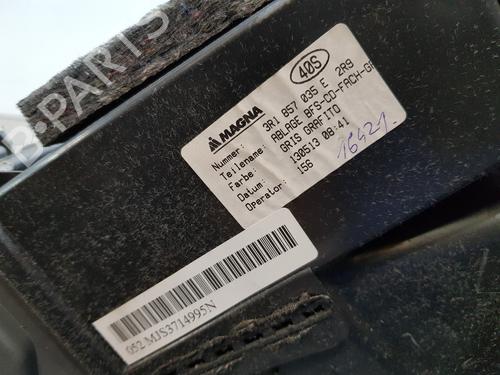 B-PARTS
40S
MAGNA
Nummer: 3R1 857 035 E 2R9
Teilename: ABLAGE BFS-CD-FACH-GR
Farbe: GRIS GRAFITO
Datum: 130513 08:41
Operator: 156
16421
052 MJS3714995N